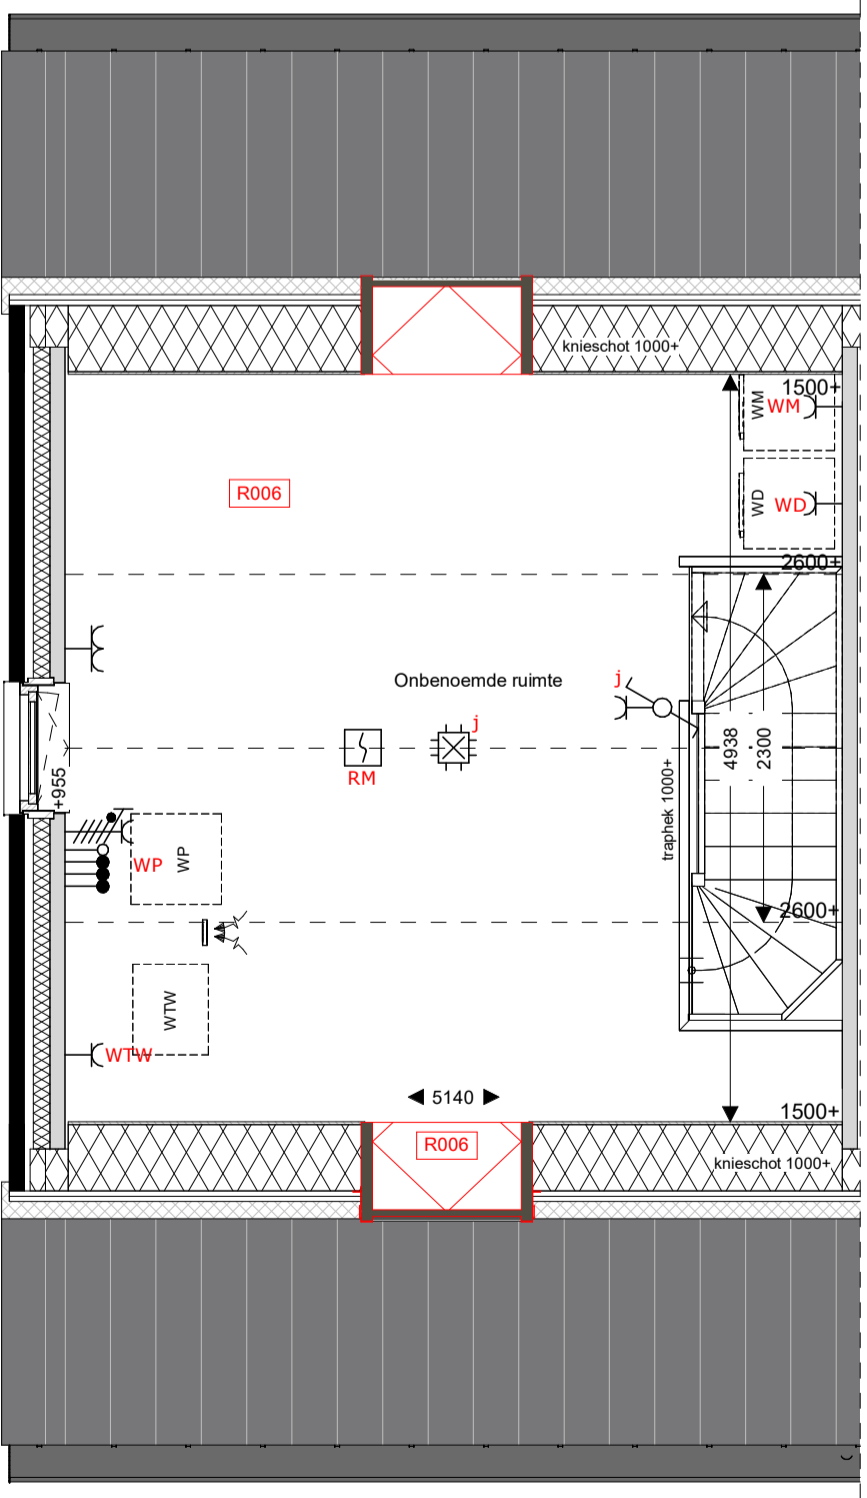 knieschot 1000+
1500+
WM
WM
R006
WD
WD
2600+
Onbenoemde ruimte
j
j
RM
4938
2300
+955
traphek 1000+
WP
WP
2600+
WTW
WTW
5140
1500+
R006
knieschot 1000+